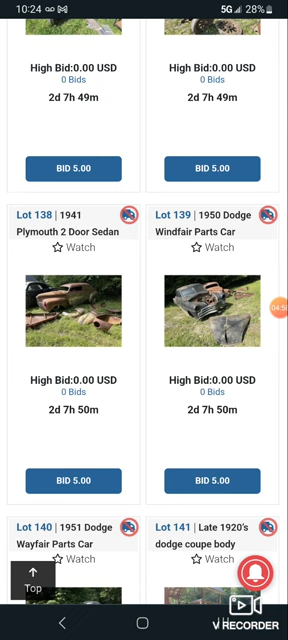 10:24
5G 28%
High Bid:0.00 USD
0 Bids
2d 7h 49m
BID 5.00
High Bid:0.00 USD
0 Bids
2d 7h 49m
BID 5.00
Lot 138 | 1941
Plymouth 2 Door Sedan
Watch
High Bid:0.00 USD
0 Bids
2d 7h 50m
BID 5.00
Lot 139 | 1950 Dodge
Windfair Parts Car
Watch
High Bid:0.00 USD
0 Bids
2d 7h 50m
BID 5.00
Lot 140 | 1951 Dodge
Wayfair Parts Car
Watch
Lot 141 | Late 1920's
dodge coupe body
Watch
Top
V RECORDER